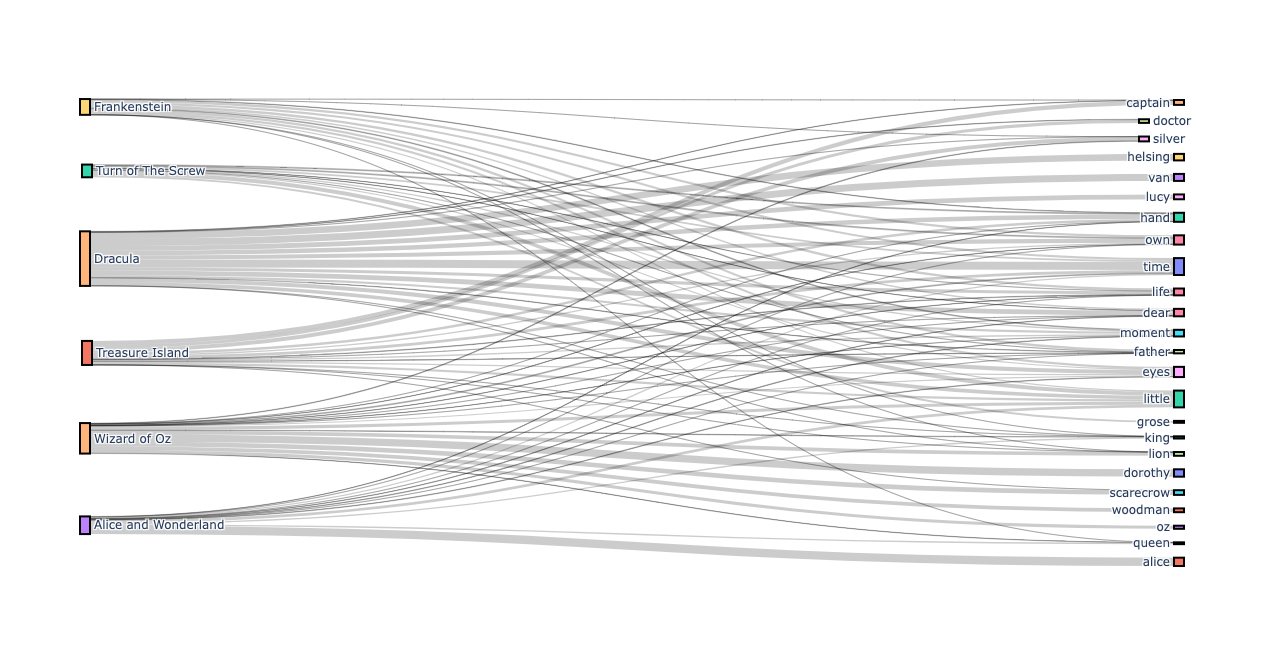 Frankenstein
Turn of The Screw
Dracula
Treasure Island
Wizard of Oz
Alice and Wonderland
captain
doctor
silver
helsing
van
lucy
hand
own
time
life
dear
moment
father
eyes
little
grose
king
lion
dorothy
scarecrow
woodman
oz
queen
alice